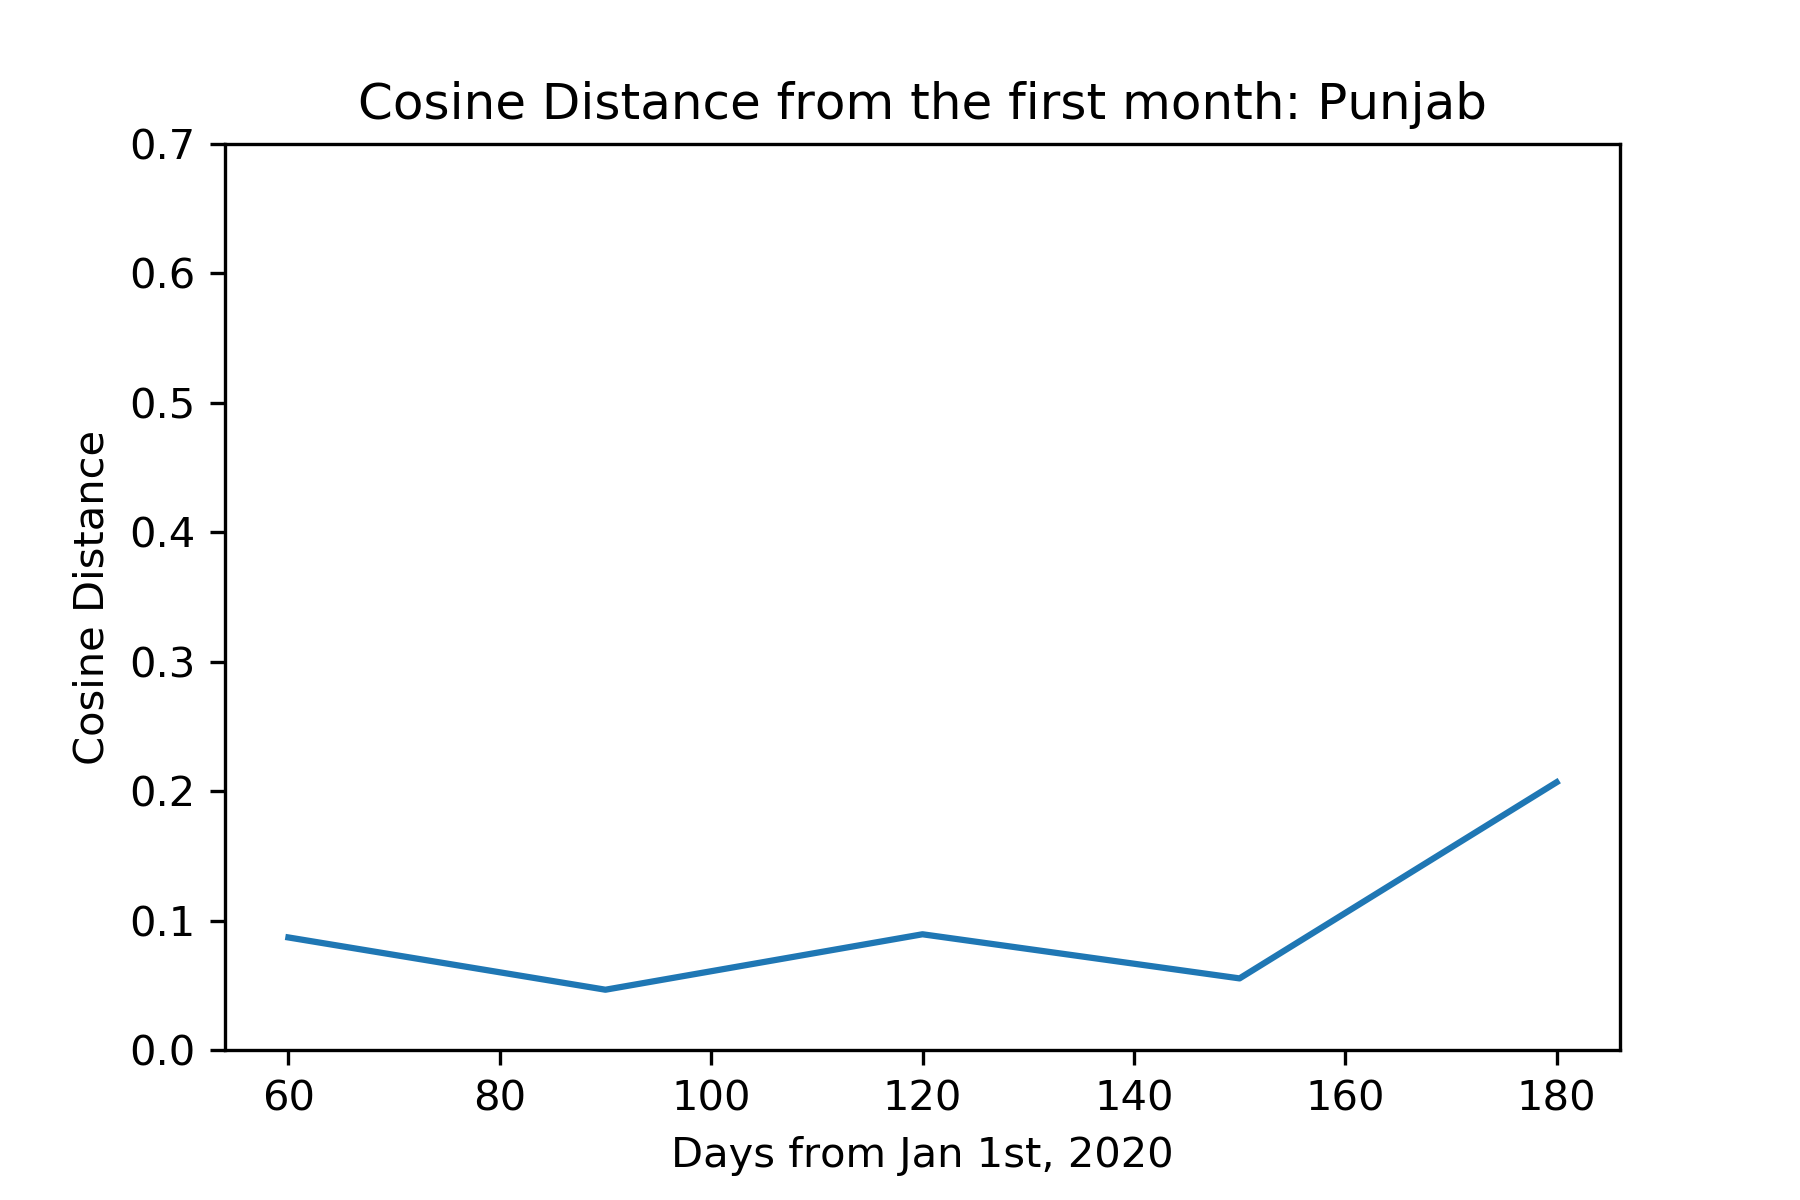 Cosine Distance from the first month: Punjab
0.7
0.6
0.5
0.4
0.3
0.2
0.1
0.0
Cosine Distance
60 80 100 120 140 160 180
Days from Jan 1st, 2020